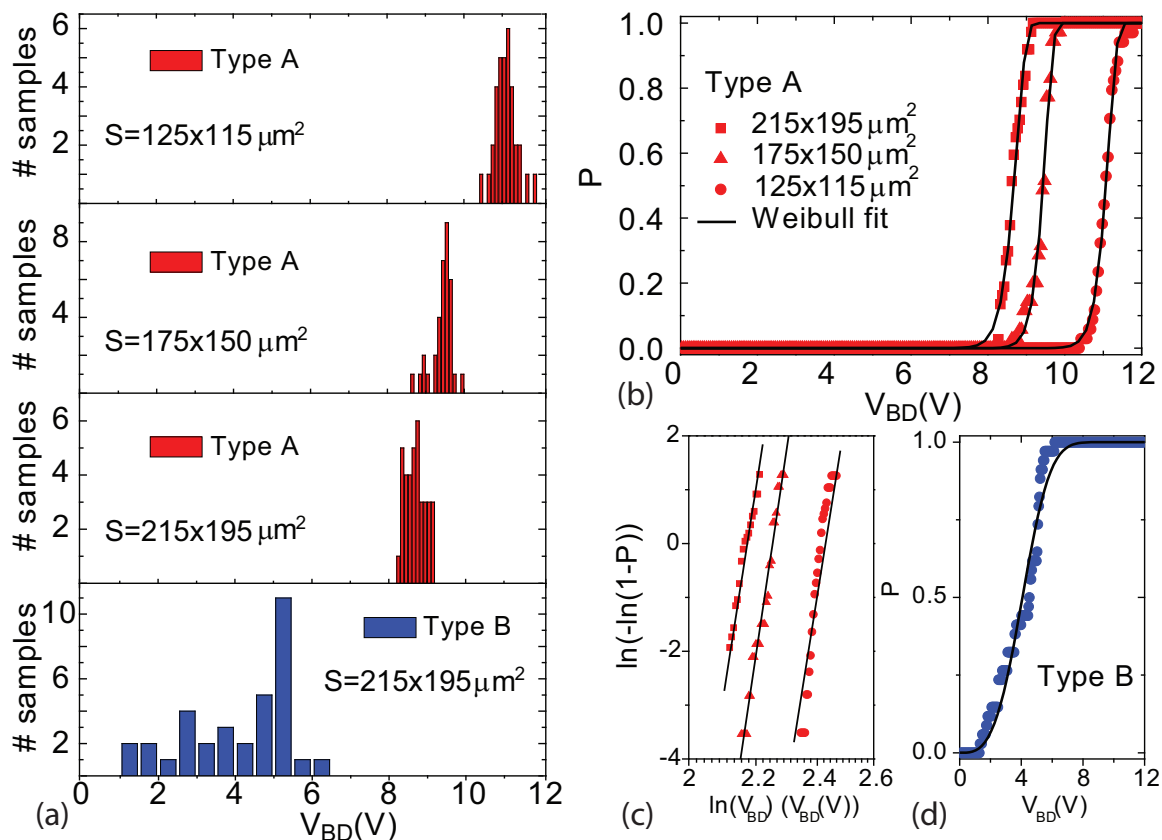 6
4
2
# samples
Type A
S=125x115 μm²
8
6
4
2
# samples
Type A
S=175x150 μm²
6
4
2
# samples
Type A
S=215x195 μm²
10
8
6
4
2
# samples
Type B
S=215x195 μm²
0 2 4 6 8 10 12
(a)
V_BD(V)
1.0
0.8
0.6
0.4
0.2
0.0
P
Type A
215x195 μm²
175x150 μm²
125x115 μm²
Weibull fit
0 2 4 6 8 10 12
(b)
V_BD(V)
2
0
-2
-4
ln(-ln(1-P))
2 2.2 2.4 2.6
(c)
ln(V_BD) (V_BD(V))
1.0
0.5
0.0
P
Type B
0 4 8 12
V_BD(V)
(d)